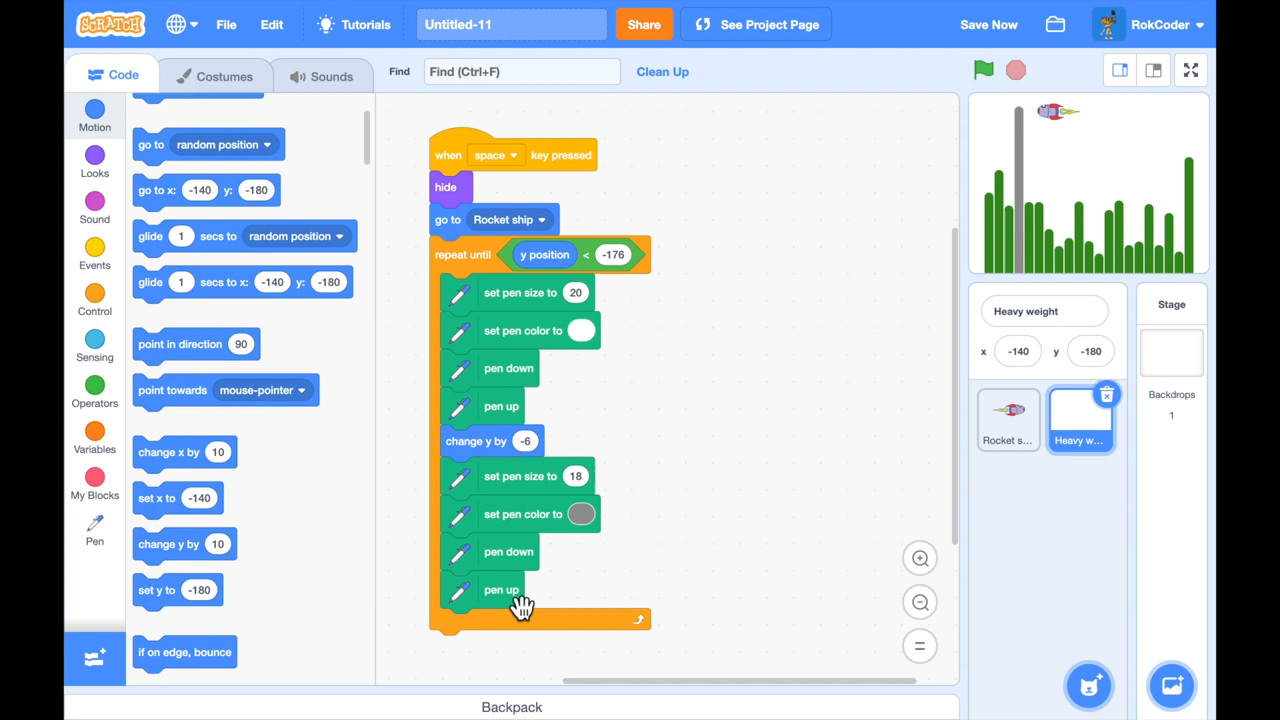 SCRATCH File Edit Tutorials Untitled-11 Share See Project Page Save Now RokCoder
Code Costumes Sounds Find Find (Ctrl+F) Clean Up
Motion
Looks
Sound
Events
Control
Sensing
Operators
Variables
My Blocks
Pen
go to random position
go to x: -140 y: -180
glide 1 secs to random position
glide 1 secs to x: -140 y: -180
point in direction 90
point towards mouse-pointer
change x by 10
set x to -140
change y by 10
set y to -180
if on edge, bounce
when space key pressed
hide
go to Rocket ship
repeat until y position < -176
set pen size to 20
set pen color to
pen down
pen up
change y by -6
set pen size to 18
set pen color to
pen down
pen up
Heavy weight
x -140 y -180
Rocket s...
Heavy w...
Stage
Backdrops
1
Backpack